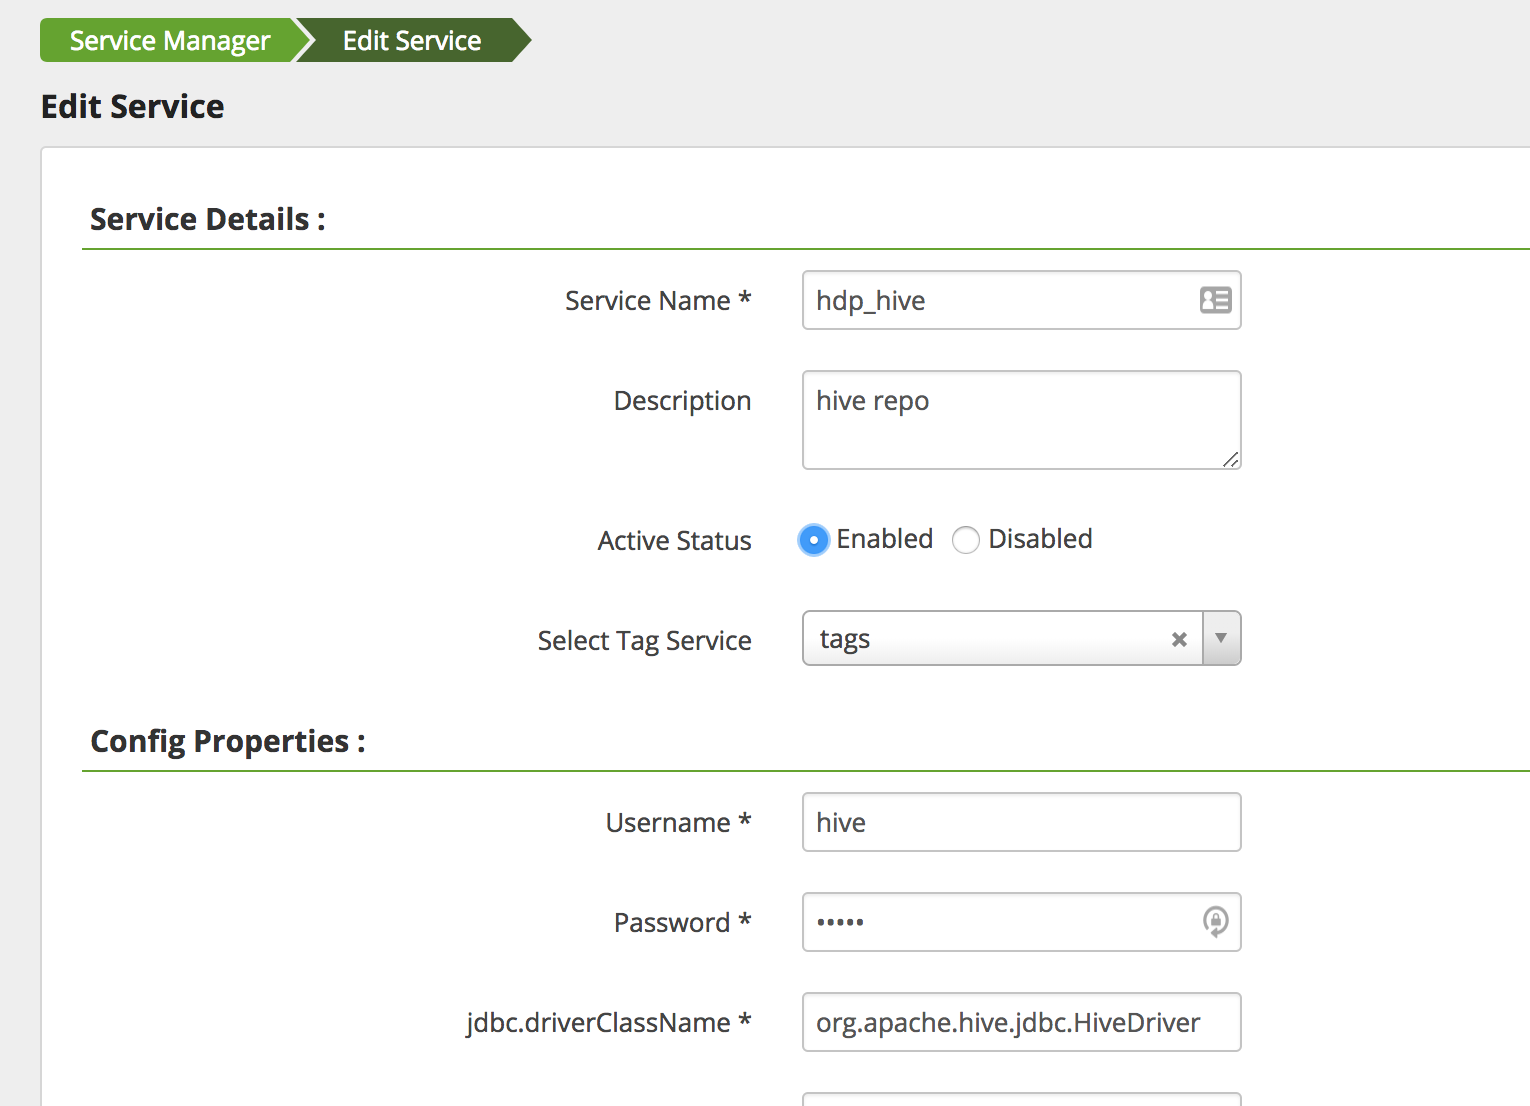 Service Manager Edit Service
Edit Service
Service Details :
Service Name * hdp_hive
Description hive repo
Active Status Enabled Disabled
Select Tag Service tags
Config Properties :
Username * hive
Password * •••••
jdbc.driverClassName * org.apache.hive.jdbc.HiveDriver